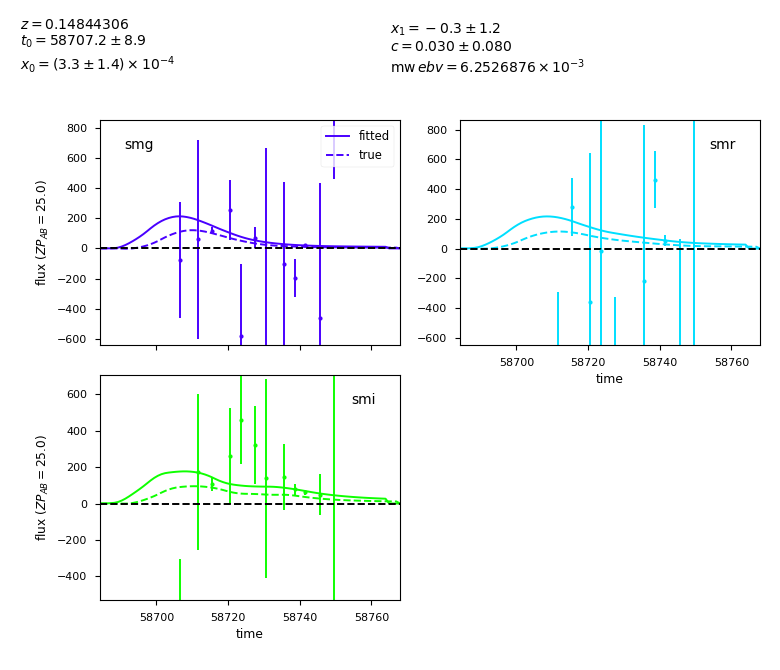 z = 0.14844306
t₀ = 58707.2 ± 8.9
x₀ = (3.3 ± 1.4) × 10⁻⁴
x₁ = −0.3 ± 1.2
c = 0.030 ± 0.080
mw ebv = 6.2526876 × 10⁻³
smg
fitted
true
flux (ZP_AB = 25.0)
800
600
400
200
0
−200
−400
−600
smr
800
600
400
200
0
−200
−400
−600
58700 58720 58740 58760
time
smi
flux (ZP_AB = 25.0)
600
400
200
0
−200
−400
58700 58720 58740 58760
time